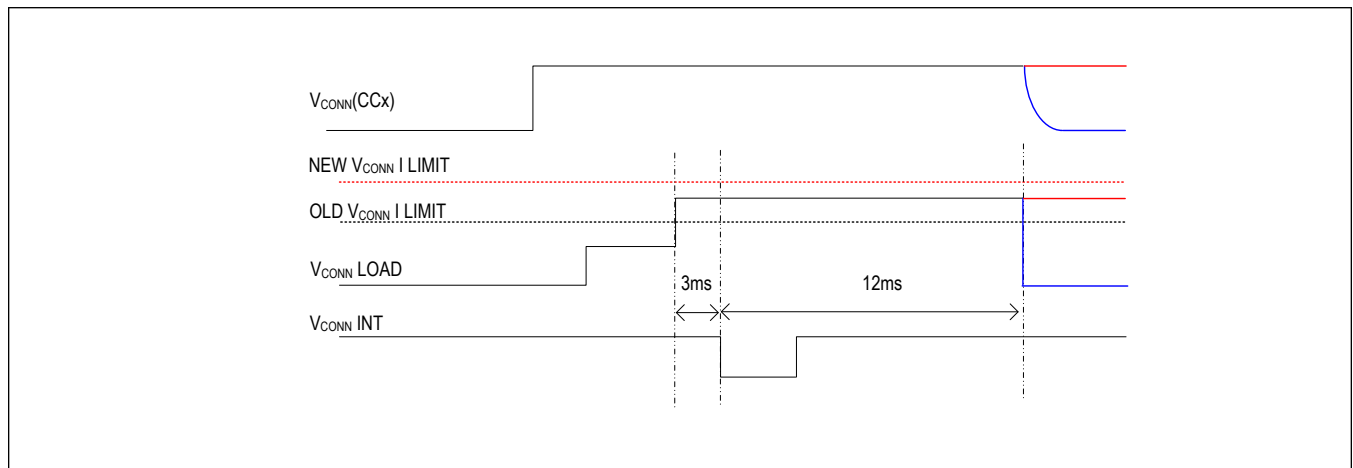 VCONN(CCx)
NEW VCONN I LIMIT
OLD VCONN I LIMIT
VCONN LOAD
3ms
12ms
VCONN INT